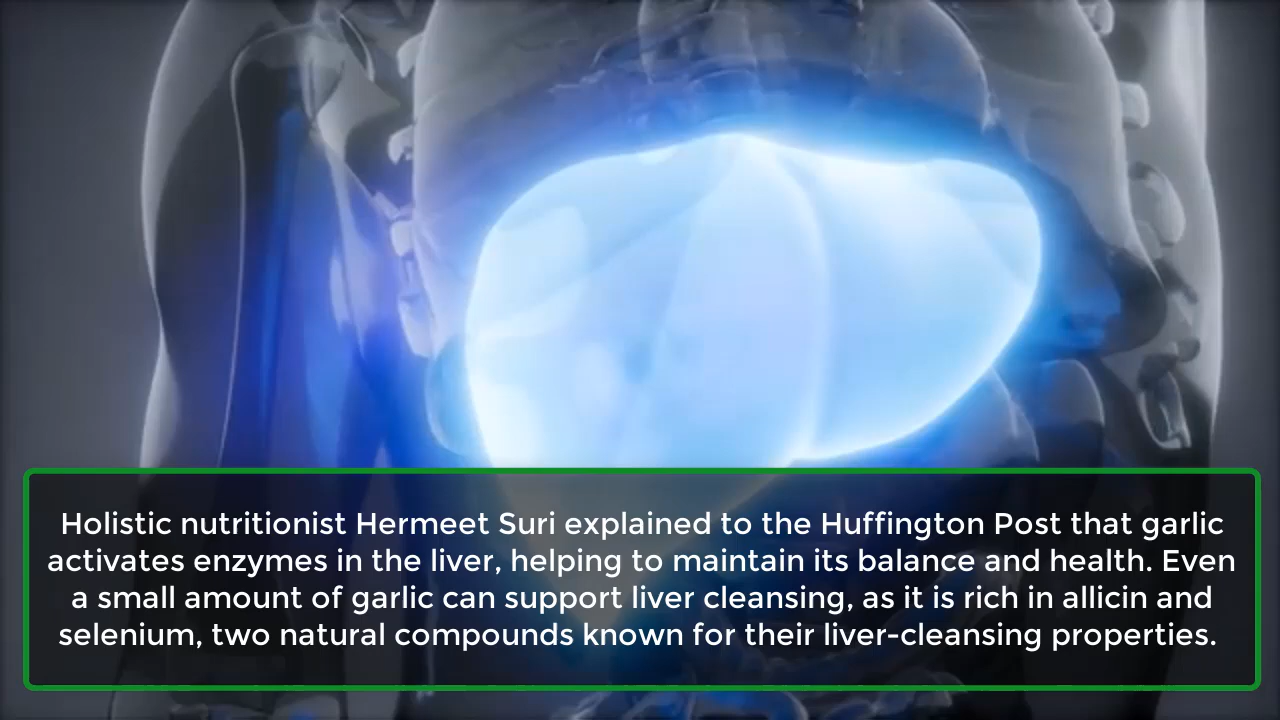 Holistic nutritionist Hermeet Suri explained to the Huffington Post that garlic
activates enzymes in the liver, helping to maintain its balance and health. Even
a small amount of garlic can support liver cleansing, as it is rich in allicin and
selenium, two natural compounds known for their liver-cleansing properties.